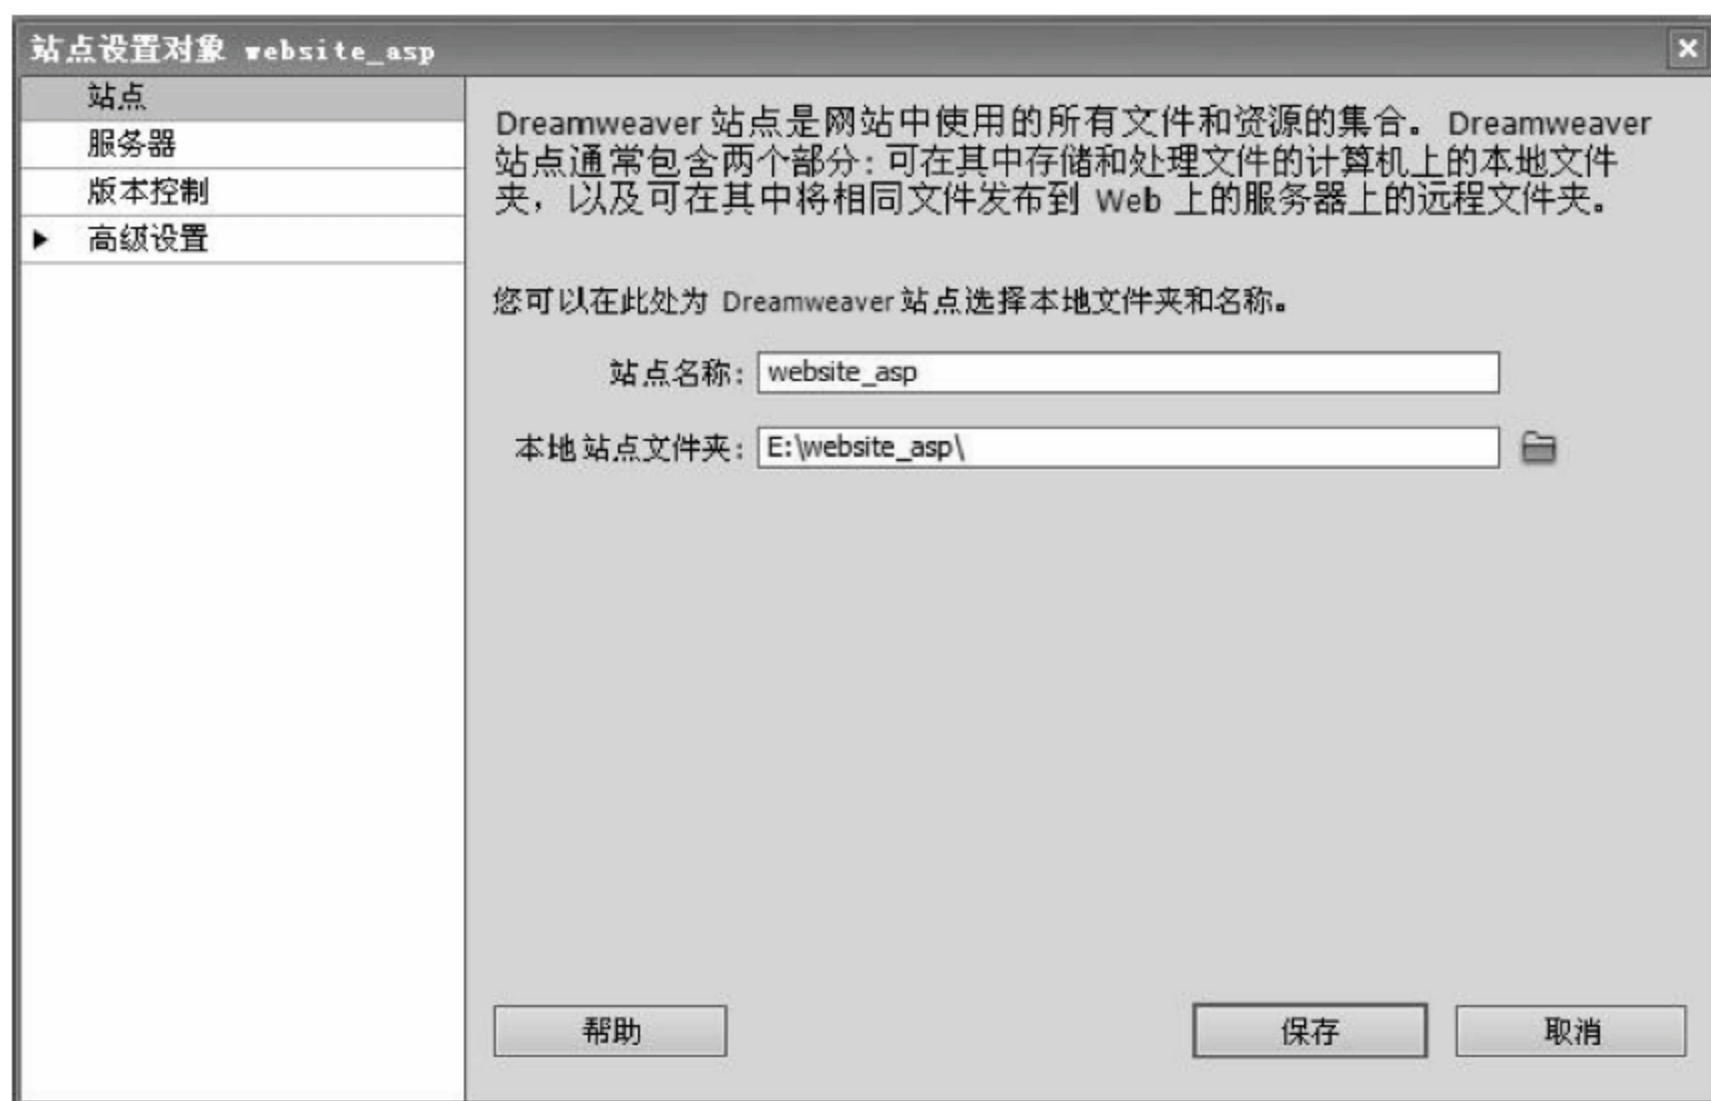 站点设置对象 website_asp
站点
服务器
版本控制
高级设置
Dreamweaver 站点是网站中使用的所有文件和资源的集合。Dreamweaver
站点通常包含两个部分:可在其中存储和处理文件的计算机上的本地文件
夹，以及可在其中将相同文件发布到 Web 上的服务器上的远程文件夹。
您可以在此处为 Dreamweaver 站点选择本地文件夹和名称。
站点名称: website_asp
本地站点文件夹: E:\website_asp\
帮助 保存 取消